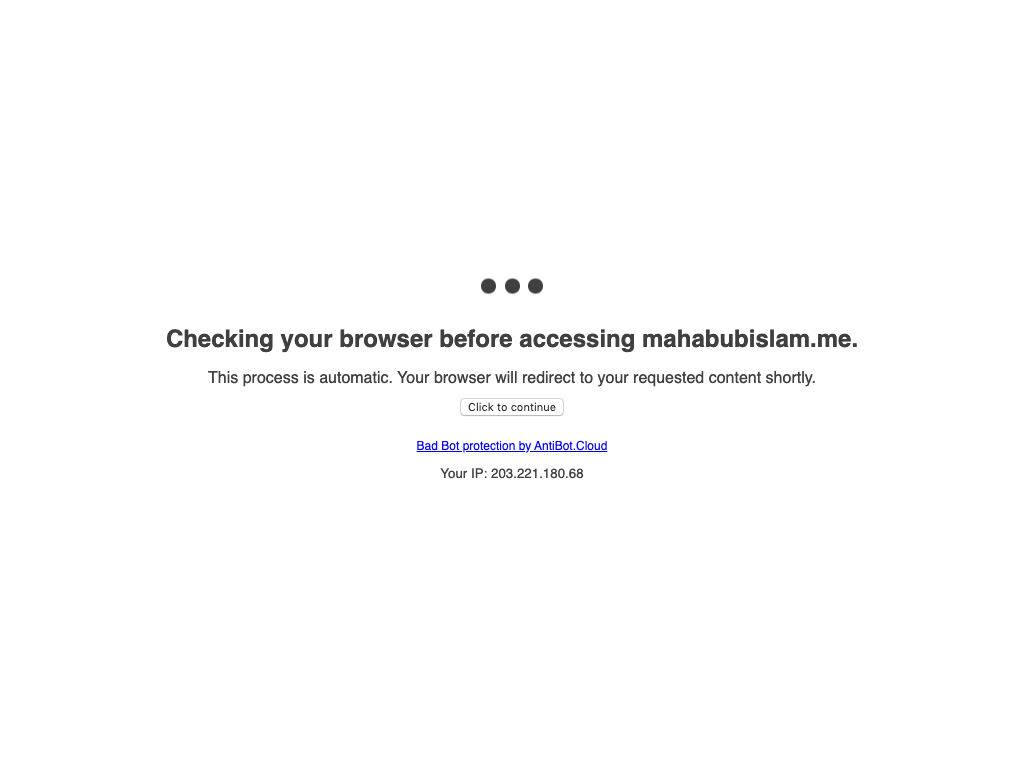 Checking your browser before accessing mahabubislam.me.
This process is automatic. Your browser will redirect to your requested content shortly.
Click to continue
Bad Bot protection by AntiBot.Cloud
Your IP: 203.221.180.68